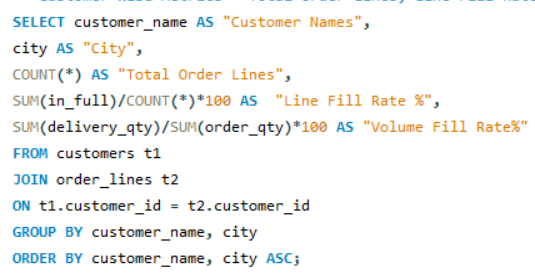 SELECT customer_name AS "Customer Names",
city AS "City",
COUNT(*) AS "Total Order Lines",
SUM(in_full)/COUNT(*)*100 AS  "Line Fill Rate %",
SUM(delivery_qty)/SUM(order_qty)*100 AS "Volume Fill Rate%"
FROM customers t1
JOIN order_lines t2
ON t1.customer_id = t2.customer_id
GROUP BY customer_name, city
ORDER BY customer_name, city ASC;